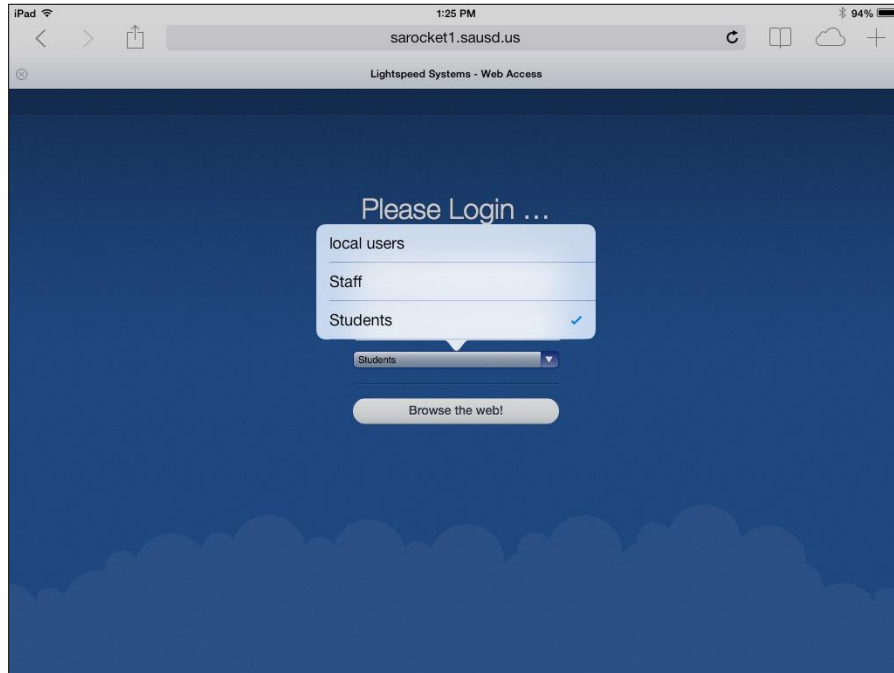 iPad
1:25 PM
94%
sarocket1.sausd.us
Lightspeed Systems - Web Access
Please Login ...
local users
Staff
Students
Students
Browse the web!